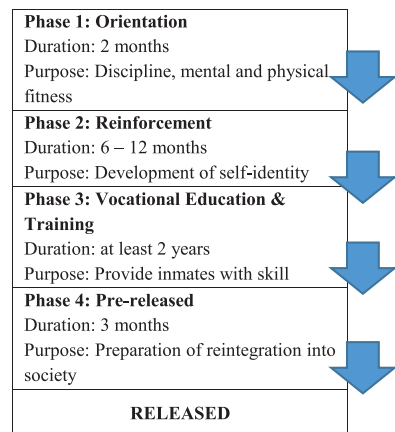 Phase 1: Orientation
Duration: 2 months
Purpose: Discipline, mental and physical
fitness
Phase 2: Reinforcement
Duration: 6 – 12 months
Purpose: Development of self-identity
Phase 3: Vocational Education &
Training
Duration: at least 2 years
Purpose: Provide inmates with skill
Phase 4: Pre-released
Duration: 3 months
Purpose: Preparation of reintegration into
society
RELEASED